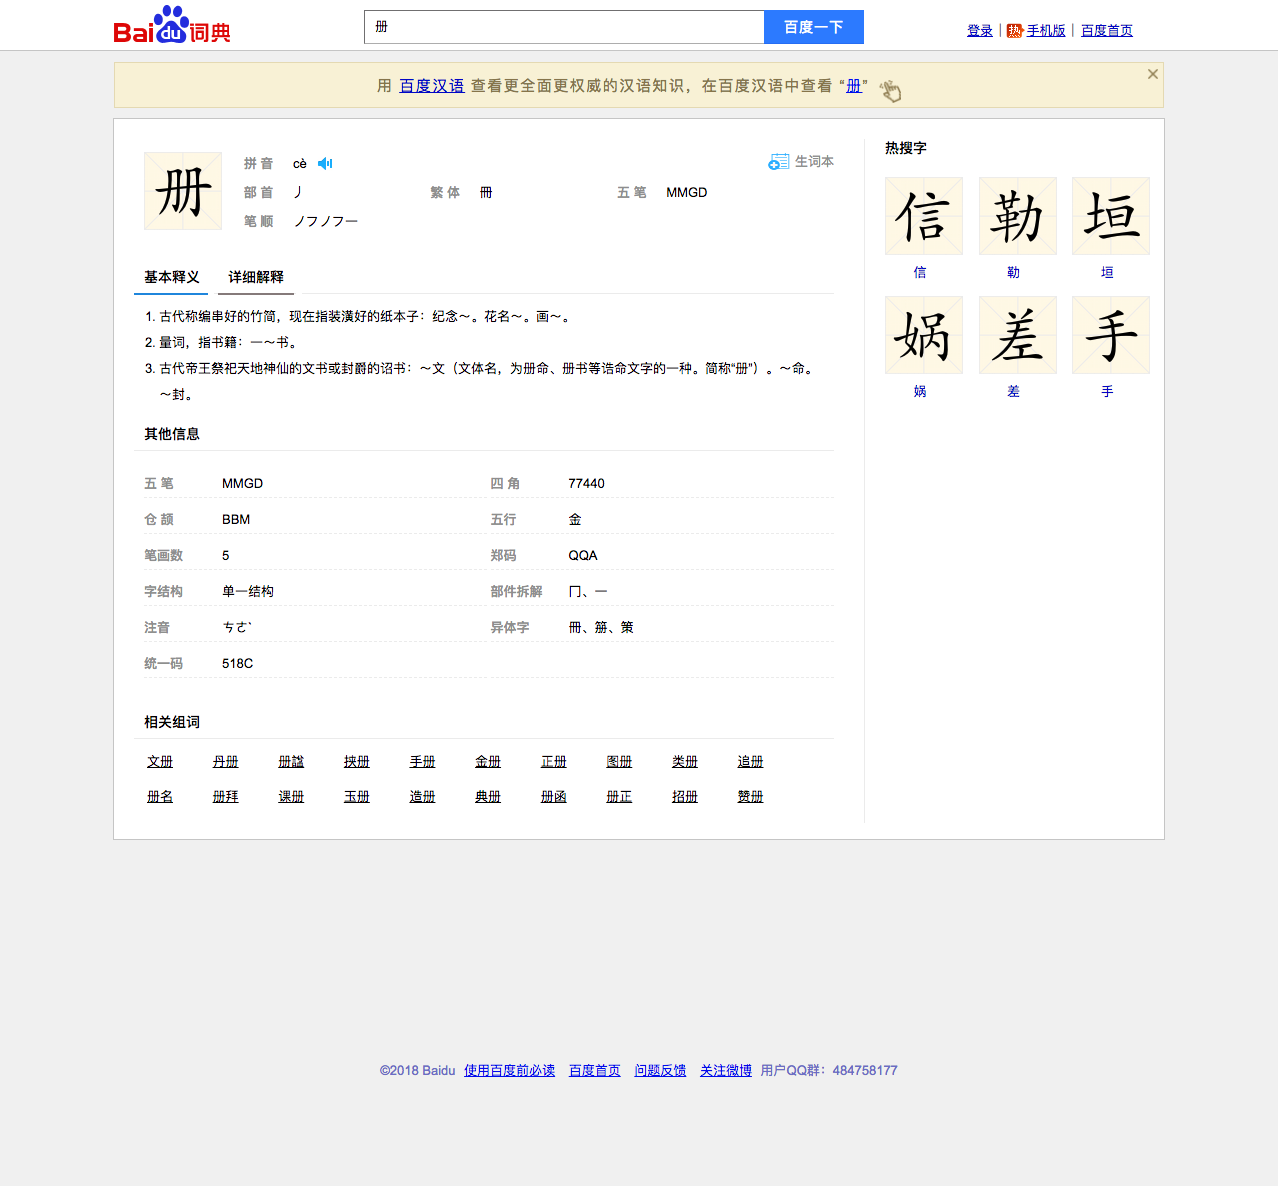 Baidu词典
册
百度一下
登录 | 热 手机版 | 百度首页
用 百度汉语 查看更全面更权威的汉语知识，在百度汉语中查看 “册”
册
拼 音 cè
生词本
部 首 丿 繁 体 冊 五 笔 MMGD
笔 顺 ノフノフ一
基本释义 详细解释
1. 古代称编串好的竹简，现在指装潢好的纸本子：纪念～。花名～。画～。
2. 量词，指书籍：一～书。
3. 古代帝王祭祀天地神仙的文书或封爵的诏书：～文（文体名，为册命、册书等诰命文字的一种。简称“册”）。～命。
～封。
其他信息
五 笔 MMGD 四 角 77440
仓 颉 BBM 五行 金
笔画数 5 郑码 QQA
字结构 单一结构 部件拆解 冂、一
注音 ㄘㄜˋ 异体字 冊、笧、策
统一码 518C
相关组词
文册 丹册 册諡 挟册 手册 金册 正册 图册 类册 追册
册名 册拜 课册 玉册 造册 典册 册函 册正 招册 赞册
热搜字
信 勒 垣
信 勒 垣
娲 差 手
娲 差 手
©2018 Baidu 使用百度前必读 百度首页 问题反馈 关注微博 用户QQ群：484758177